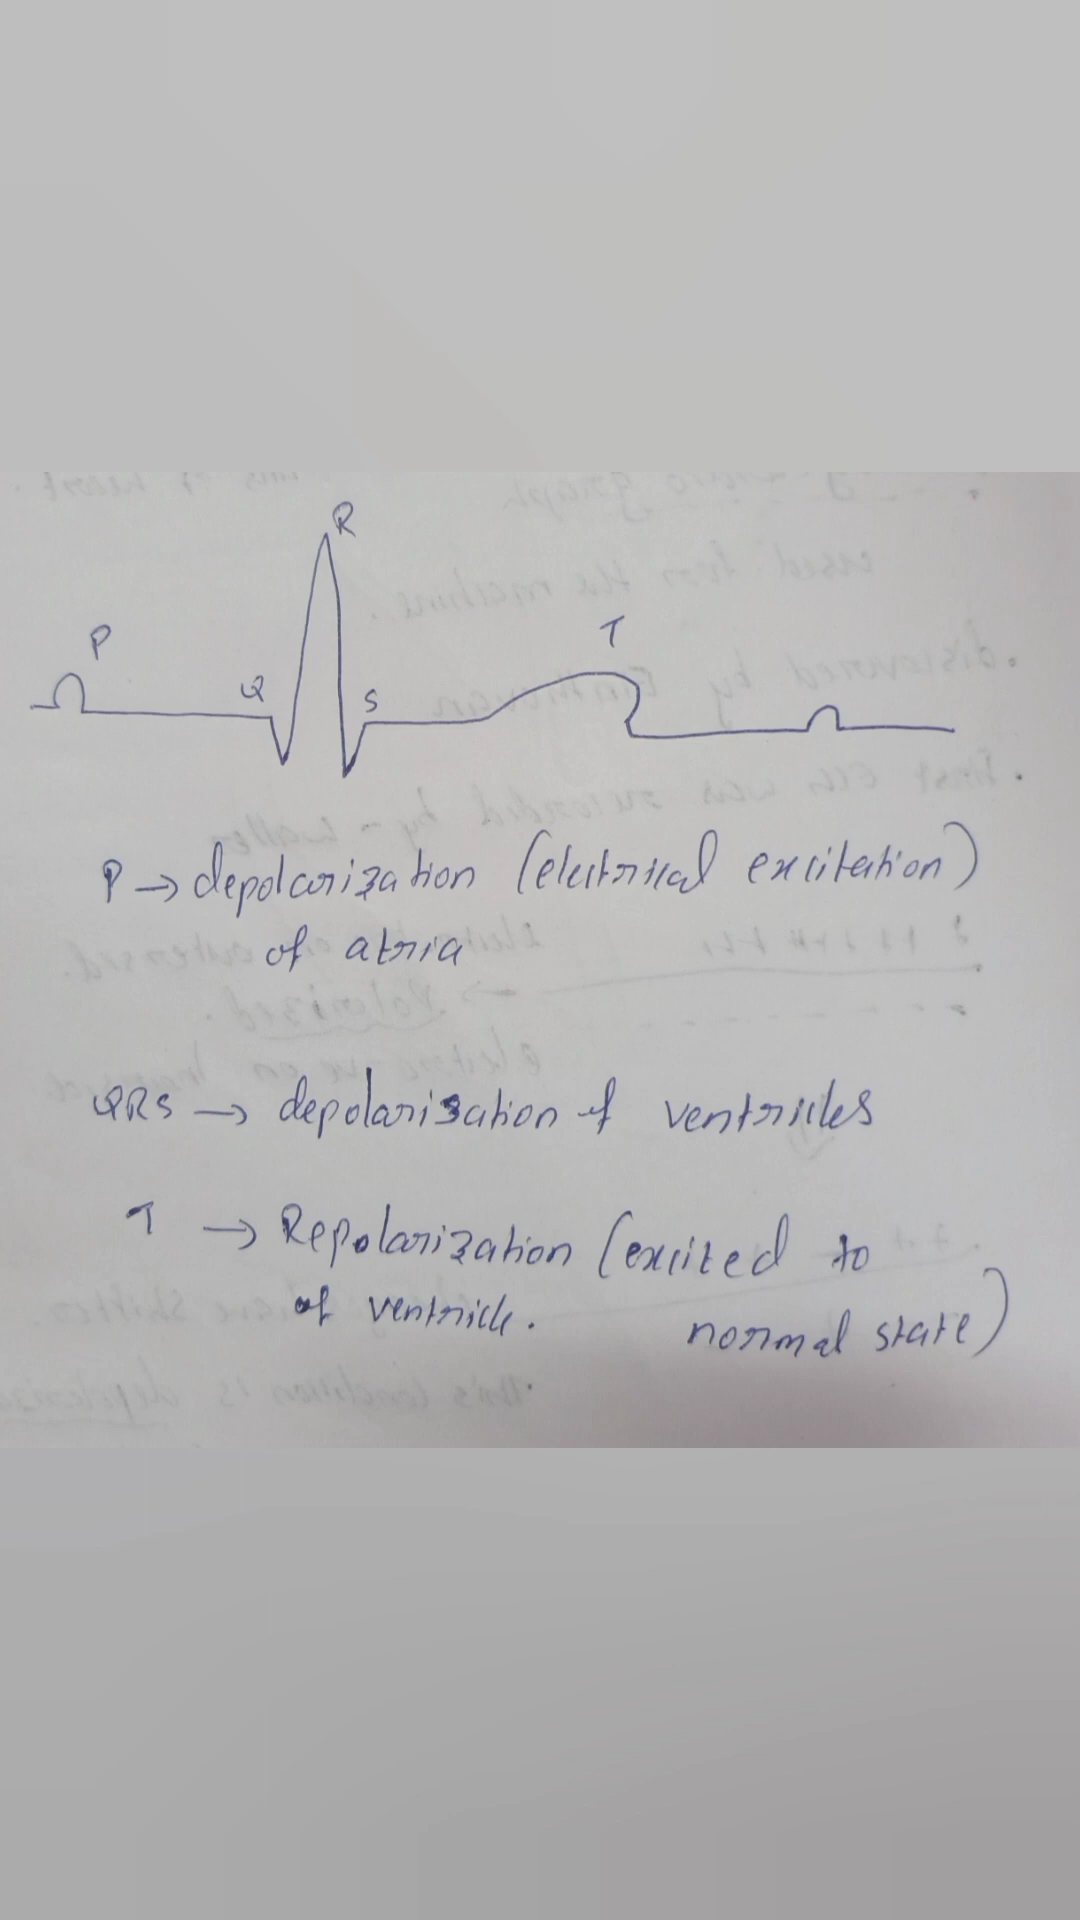 R
P
T
Q
S
P → depolarization (electrical excitation)
of atria
QRS → depolarisation of ventricles
T → Repolarization (excited to
of ventricle. normal state)